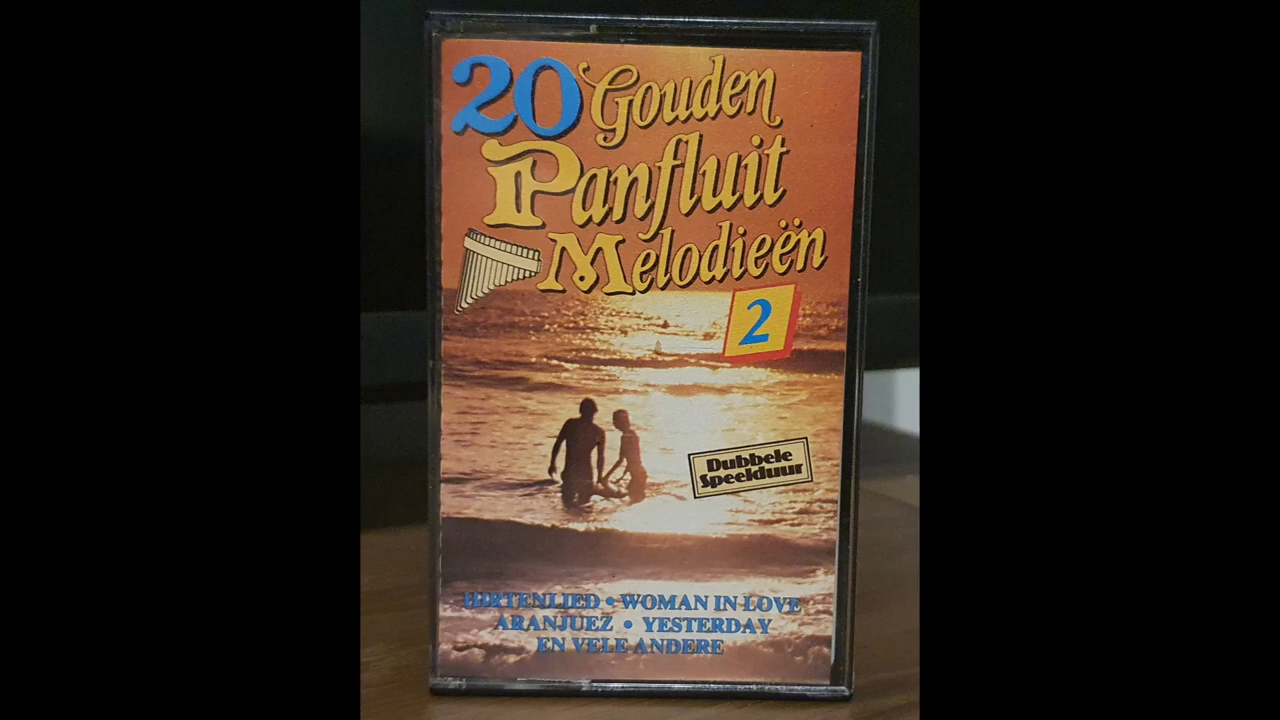 20 Gouden
Panfluit
Melodieën
2
Dubbele
Speelduur
HIRTENLIED • WOMAN IN LOVE
ARANJUEZ • YESTERDAY
EN VELE ANDERE